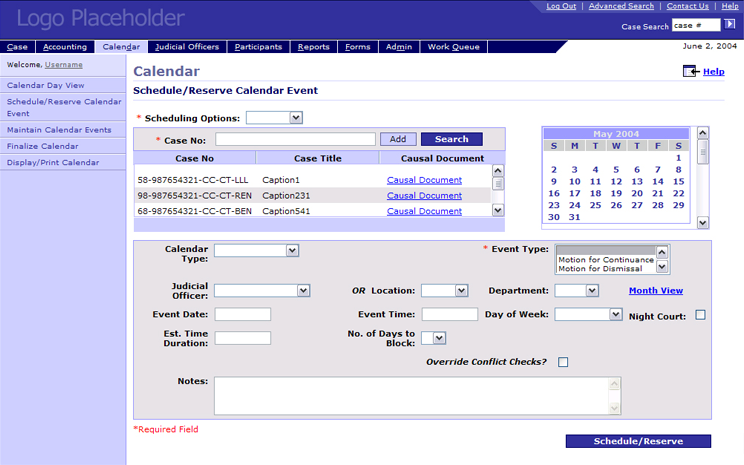 Logo Placeholder
Log Out | Advanced Search | Contact Us | Help
Case Search case #
Case Accounting Calendar Judicial Officers Participants Reports Forms Admin Work Queue June 2, 2004
Welcome, Username
Calendar Day View
Schedule/Reserve Calendar
Event
Maintain Calendar Events
Finalize Calendar
Display/Print Calendar
Calendar
Help
Schedule/Reserve Calendar Event
* Scheduling Options:
* Case No: Add Search
Case No Case Title Causal Document
58-987654321-CC-CT-LLL Caption1 Causal Document
98-987654321-CC-CT-REN Caption231 Causal Document
68-987654321-CC-CT-BEN Caption541 Causal Document
May 2004
S M T W T F S
1
2 3 4 5 6 7 8
9 10 11 12 13 14 15
16 17 18 19 20 21 22
23 24 25 26 27 28 29
30 31
Calendar
Type:
* Event Type:
Motion for Continuance
Motion for Dismissal
Judicial
Officer:
OR Location:
Department:
Month View
Event Date:
Event Time:
Day of Week:
Night Court:
Est. Time
Duration:
No. of Days to
Block:
Override Conflict Checks?
Notes:
*Required Field
Schedule/Reserve